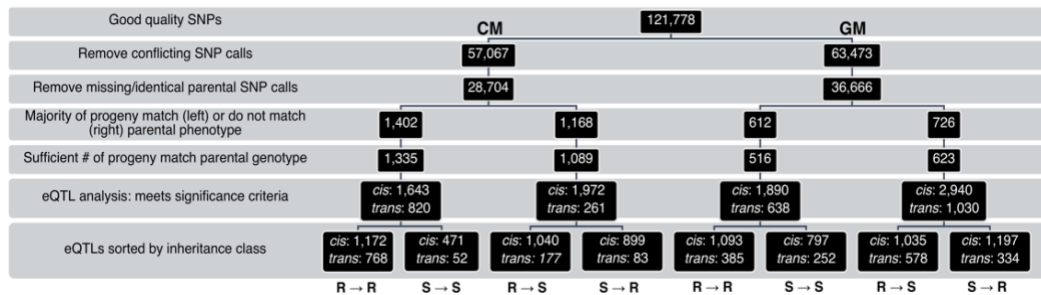 Good quality SNPs 121,778
CM GM
Remove conflicting SNP calls 57,067 63,473
Remove missing/identical parental SNP calls 28,704 36,666
Majority of progeny match (left) or do not match
(right) parental phenotype
1,402 1,168 612 726
Sufficient # of progeny match parental genotype 1,335 1,089 516 623
eQTL analysis: meets significance criteria
cis: 1,643 cis: 1,972 cis: 1,890 cis: 2,940
trans: 820 trans: 261 trans: 638 trans: 1,030
eQTLs sorted by inheritance class
cis: 1,172 cis: 471 cis: 1,040 cis: 899 cis: 1,093 cis: 797 cis: 1,035 cis: 1,197
trans: 768 trans: 52 trans: 177 trans: 83 trans: 385 trans: 252 trans: 578 trans: 334
R → R S → S R → S S → R R → R S → S R → S S → R